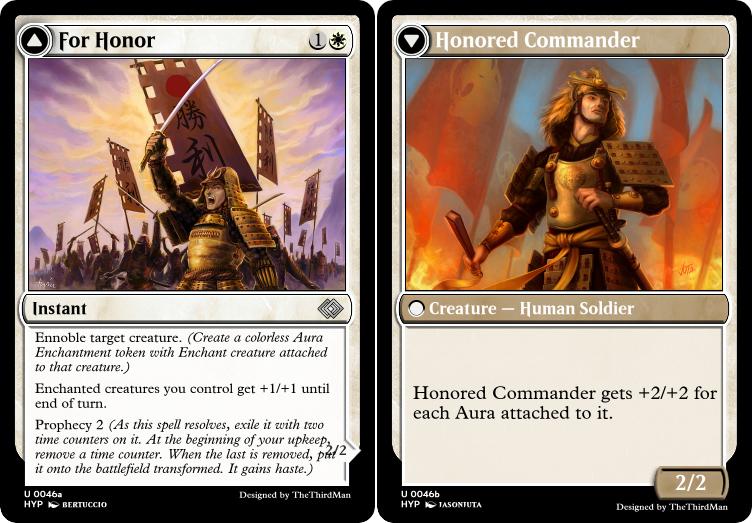 For Honor
1
勝利
Instant
Ennoble target creature. (Create a colorless Aura
Enchantment token with Enchant creature attached
to that creature.)
Enchanted creatures you control get +1/+1 until
end of turn.
Prophecy 2 (As this spell resolves, exile it with two
time counters on it. At the beginning of your upkeep,
remove a time counter. When the last is removed, put
it onto the battlefield transformed. It gains haste.)
2/2
U 0046a
HYP BERTUCCIO
Designed by TheThirdMan
Honored Commander
Creature — Human Soldier
Honored Commander gets +2/+2 for
each Aura attached to it.
2/2
U 0046b
HYP JASONJUTA
Designed by TheThirdMan